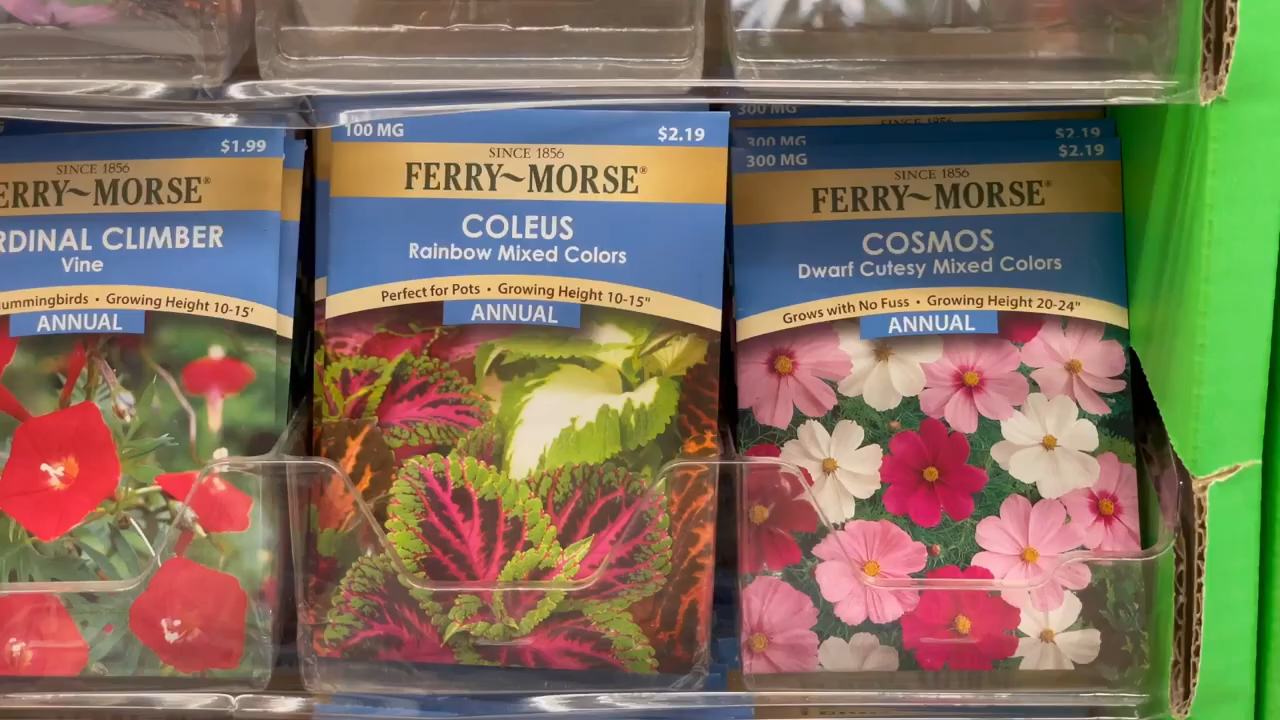 $1.99
SINCE 1856
ERRY~MORSE®
RDINAL CLIMBER
Vine
ummingbirds • Growing Height 10-15'
ANNUAL
100 MG $2.19
SINCE 1856
FERRY~MORSE®
COLEUS
Rainbow Mixed Colors
Perfect for Pots • Growing Height 10-15"
ANNUAL
300 MG
SINCE 1856
300 MG $2.19
300 MG $2.19
SINCE 1856
FERRY~MORSE®
COSMOS
Dwarf Cutesy Mixed Colors
Grows with No Fuss • Growing Height 20-24"
ANNUAL